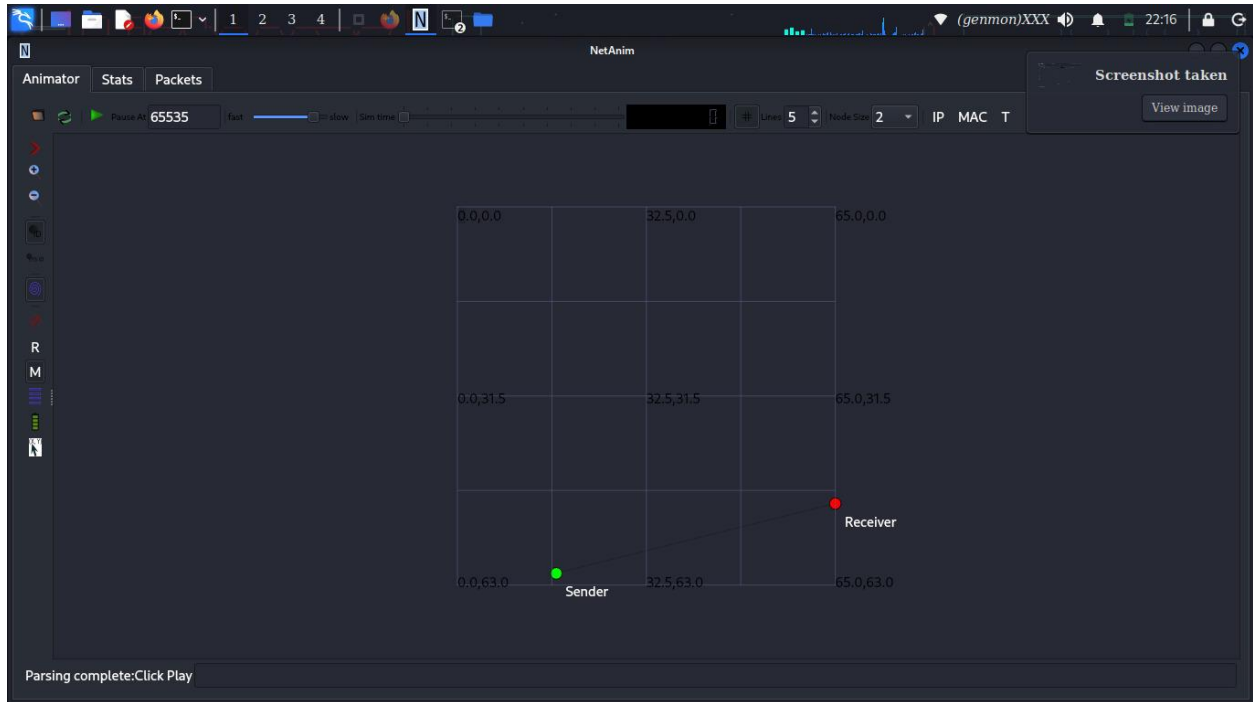 1 2 3 4 N 2 (genmon)XXX 22:16
N NetAnim
Animator Stats Packets
Screenshot taken
View image
Pause At 65535 fast slow Sim time 0 # Lines 5 Node Size 2 IP MAC T
0.0,0.0 32.5,0.0 65.0,0.0
R
M
0.0,31.5 32.5,31.5 65.0,31.5
Receiver
0.0,63.0 32.5,63.0 65.0,63.0
Sender
Parsing complete:Click Play